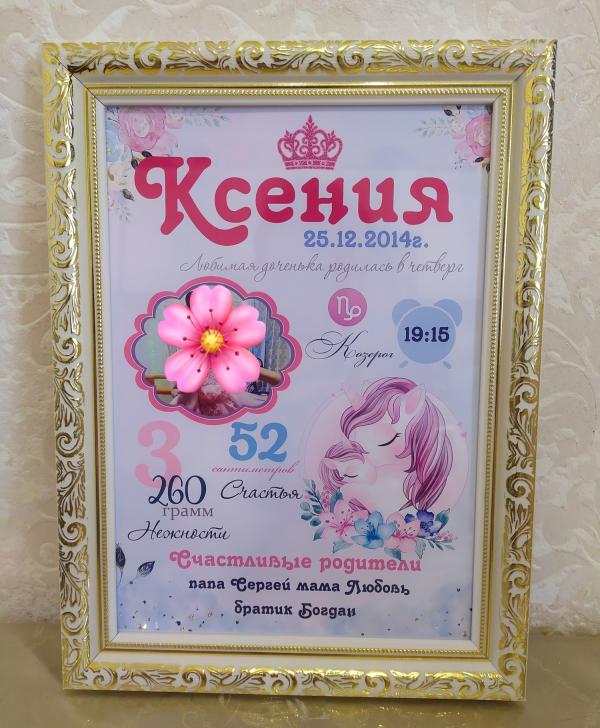 Ксения
25.12.2014г.
Любимая доченька родилась в четверг
Козерог
19:15
3
260
грамм
Нежности
52
сантиметров
Счастья
Счастливые родители
папа Сергей мама Любовь
братик Богдан